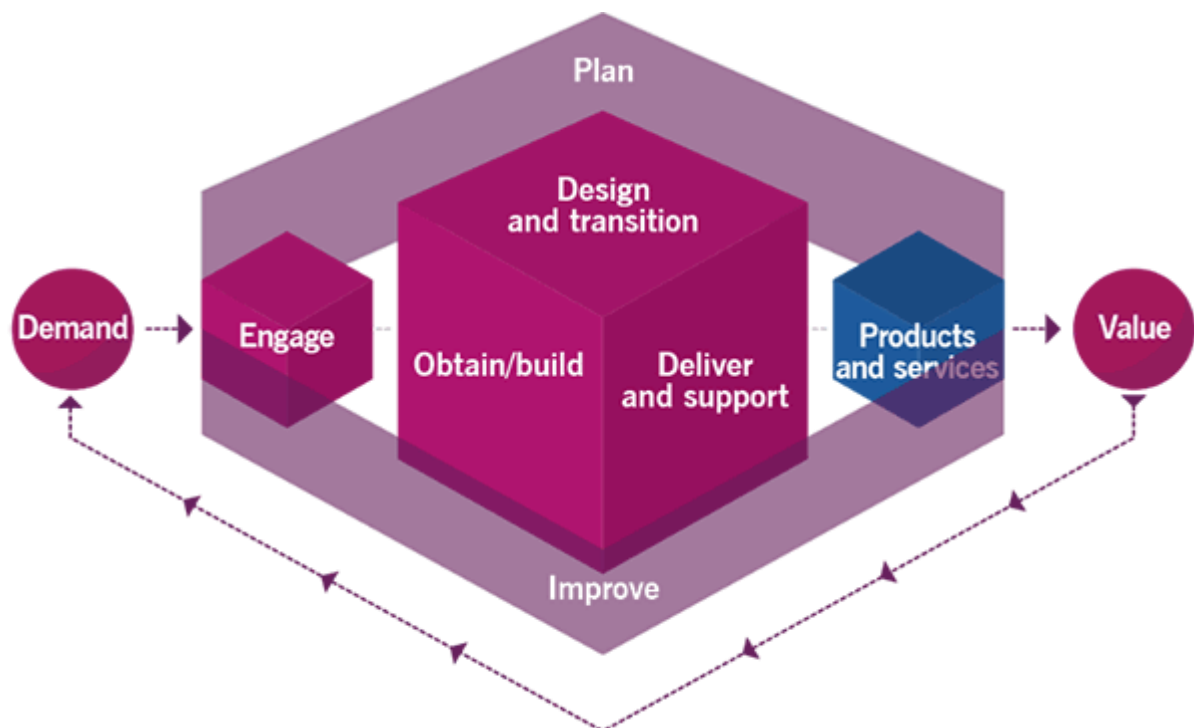 Plan
Design
and transition
Demand
Engage
Obtain/build
Deliver
and support
Products
and services
Value
Improve